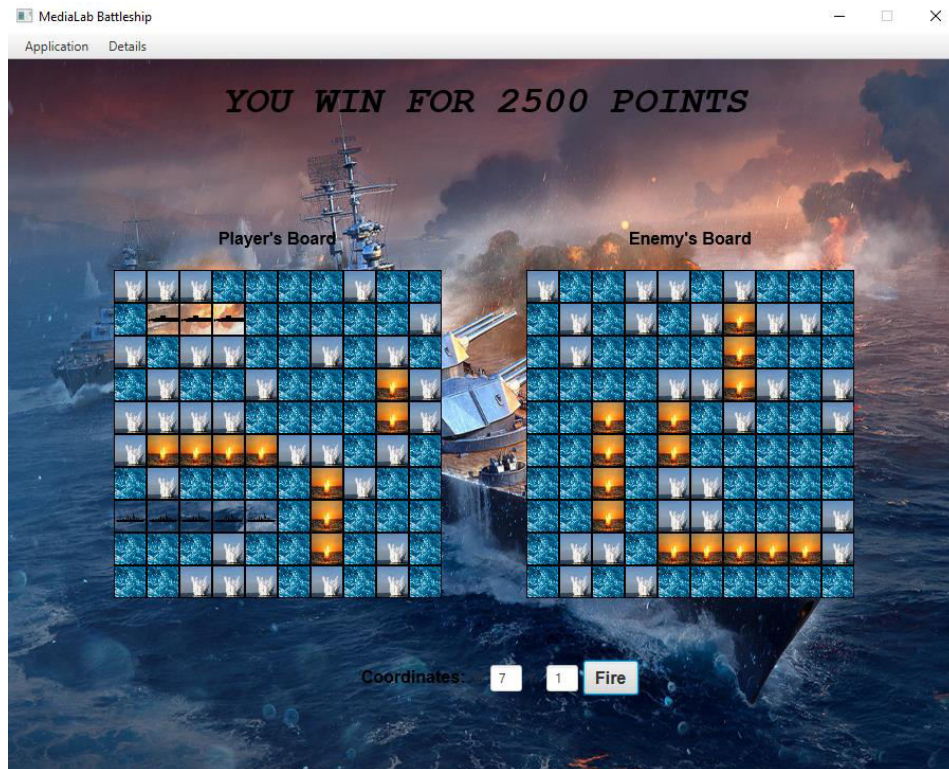 MediaLab Battleship
Application Details
YOU WIN FOR 2500 POINTS
Player's Board Enemy's Board
Coordinates: 7 1 Fire